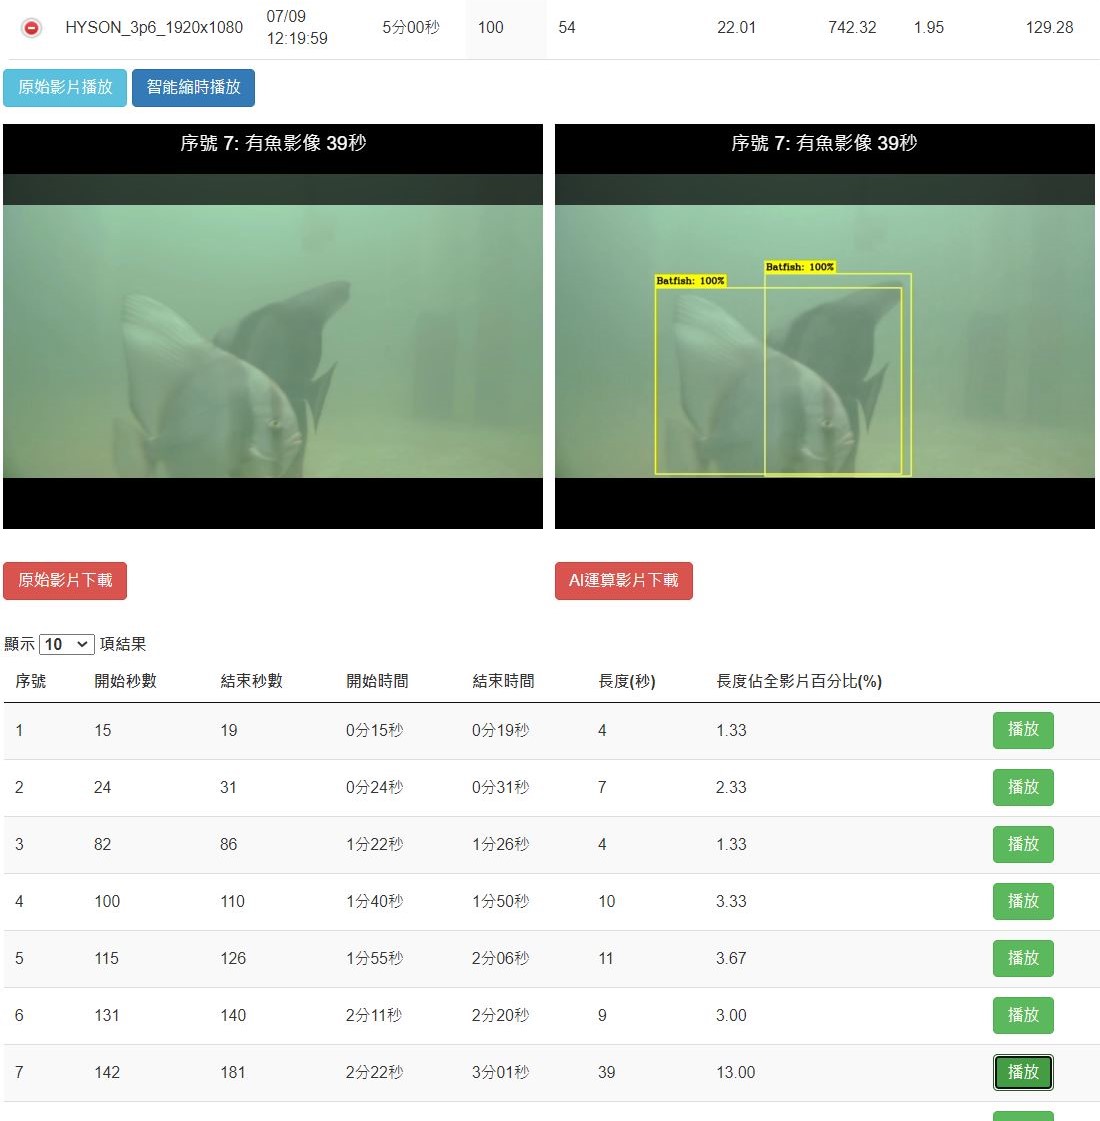 HYSON_3p6_1920x1080 07/09 12:19:59 5分00秒 100 54 22.01 742.32 1.95 129.28
原始影片播放 智能縮時播放
序號 7: 有魚影像 39秒
序號 7: 有魚影像 39秒
Batfish: 100%
Batfish: 100%
原始影片下載 AI運算影片下載
顯示 10 項結果
序號 開始秒數 結束秒數 開始時間 結束時間 長度(秒) 長度佔全影片百分比(%)
1 15 19 0分15秒 0分19秒 4 1.33 播放
2 24 31 0分24秒 0分31秒 7 2.33 播放
3 82 86 1分22秒 1分26秒 4 1.33 播放
4 100 110 1分40秒 1分50秒 10 3.33 播放
5 115 126 1分55秒 2分06秒 11 3.67 播放
6 131 140 2分11秒 2分20秒 9 3.00 播放
7 142 181 2分22秒 3分01秒 39 13.00 播放